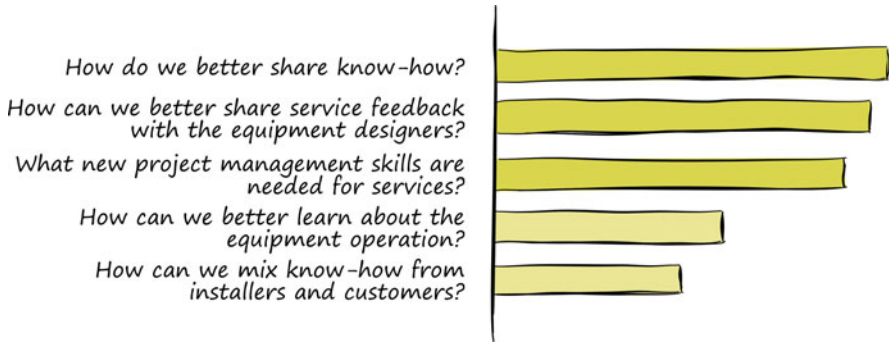 How do we better share know-how?
How can we better share service feedback
with the equipment designers?
What new project management skills are
needed for services?
How can we better learn about the
equipment operation?
How can we mix know-how from
installers and customers?